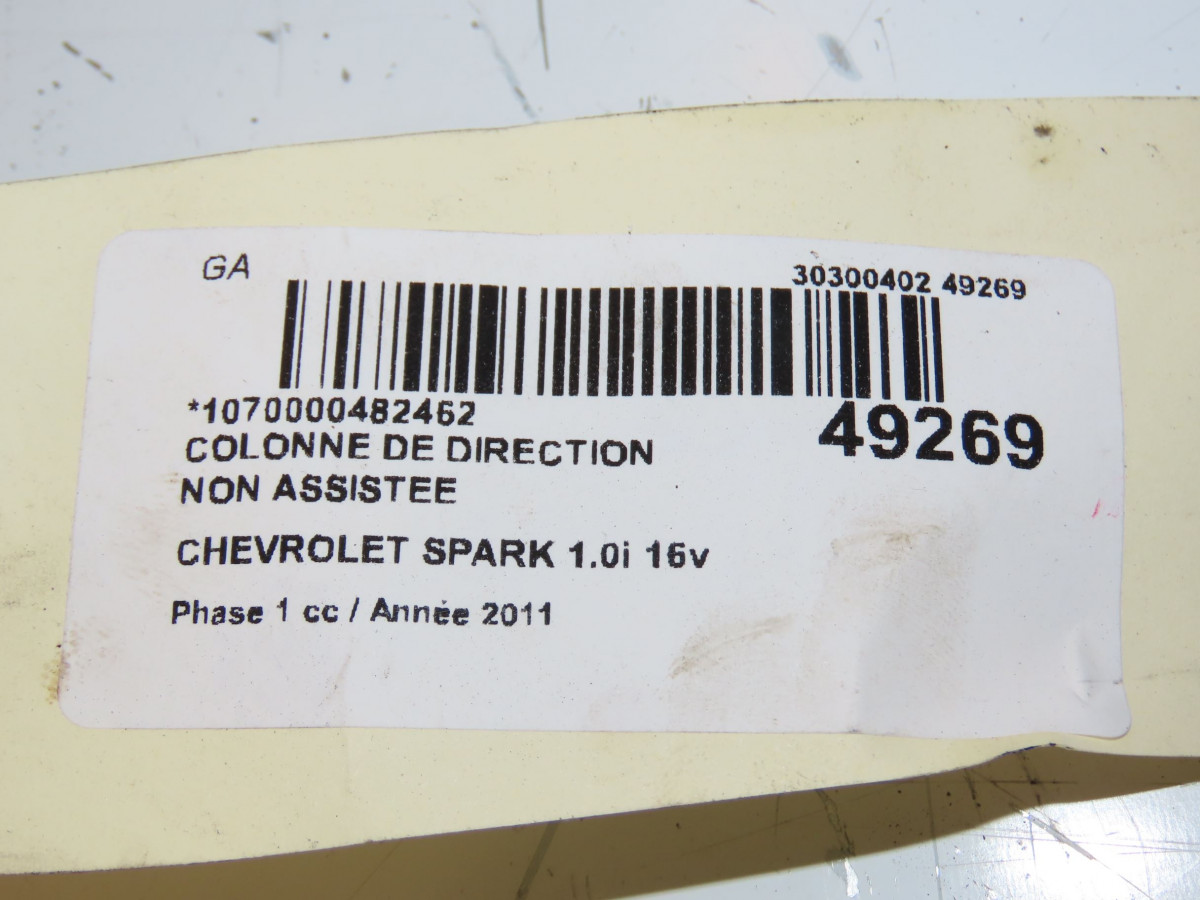 GA
30300402 49269
*1070000482462
49269
COLONNE DE DIRECTION
NON ASSISTEE
CHEVROLET SPARK 1.0i 16v
Phase 1 cc / Année 2011